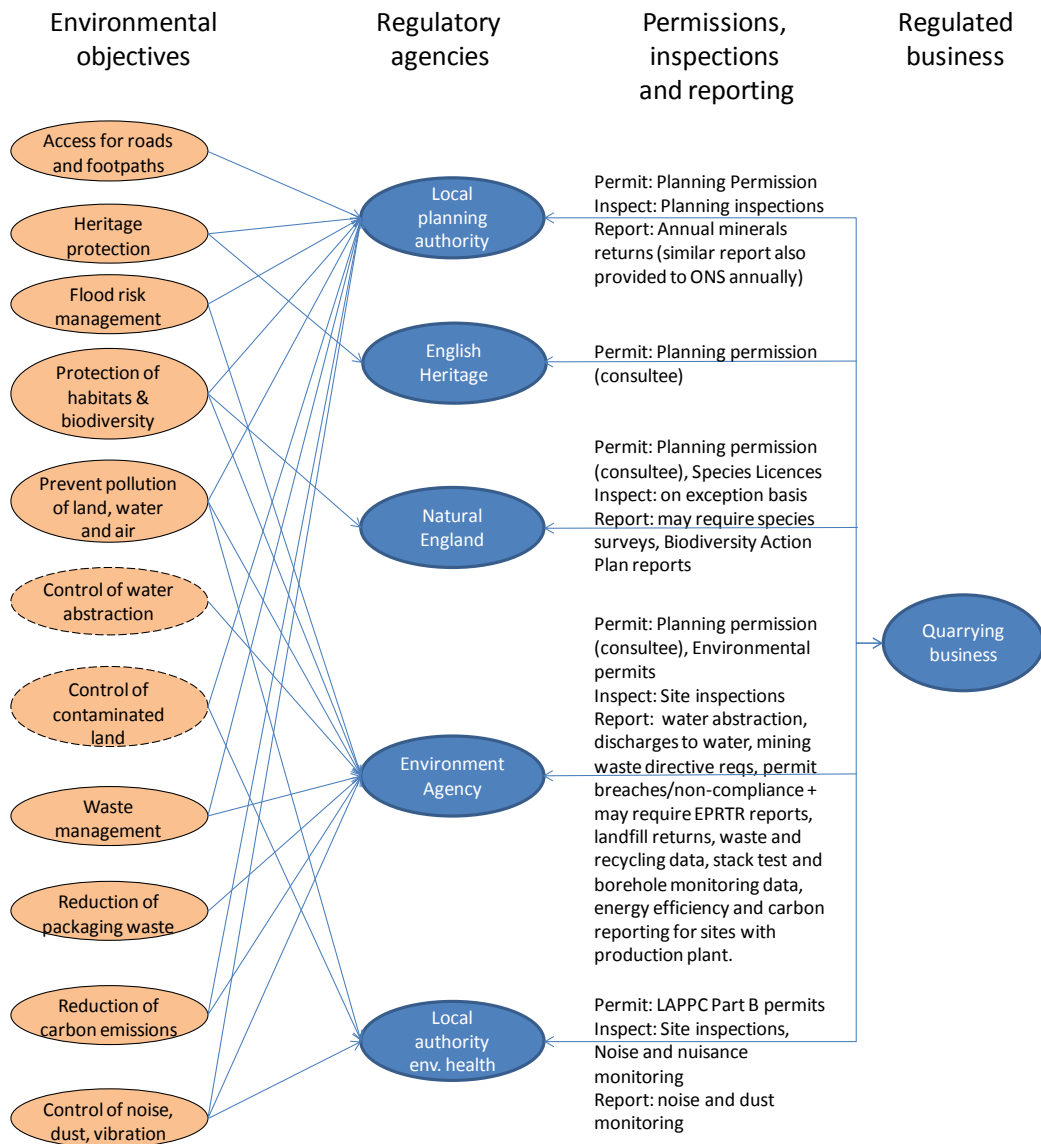 Environmental
objectives
Regulatory
agencies
Permissions,
inspections
and reporting
Regulated
business
Access for roads
and footpaths
Heritage
protection
Flood risk
management
Protection of
habitats &
biodiversity
Prevent pollution
of land, water
and air
Control of water
abstraction
Control of
contaminated
land
Waste
management
Reduction of
packaging waste
Reduction of
carbon emissions
Control of noise,
dust, vibration
Local
planning
authority
English
Heritage
Natural
England
Environment
Agency
Local
authority
env. health
Permit: Planning Permission
Inspect: Planning inspections
Report: Annual minerals
returns (similar report also
provided to ONS annually)
Permit: Planning permission
(consultee)
Permit: Planning permission
(consultee), Species Licences
Inspect: on exception basis
Report: may require species
surveys, Biodiversity Action
Plan reports
Permit: Planning permission
(consultee), Environmental
permits
Inspect: Site inspections
Report: water abstraction,
discharges to water, mining
waste directive reqs, permit
breaches/non-compliance +
may require EPRTR reports,
landfill returns, waste and
recycling data, stack test and
borehole monitoring data,
energy efficiency and carbon
reporting for sites with
production plant.
Permit: LAPPC Part B permits
Inspect: Site inspections,
Noise and nuisance
monitoring
Report: noise and dust
monitoring
Quarrying
business